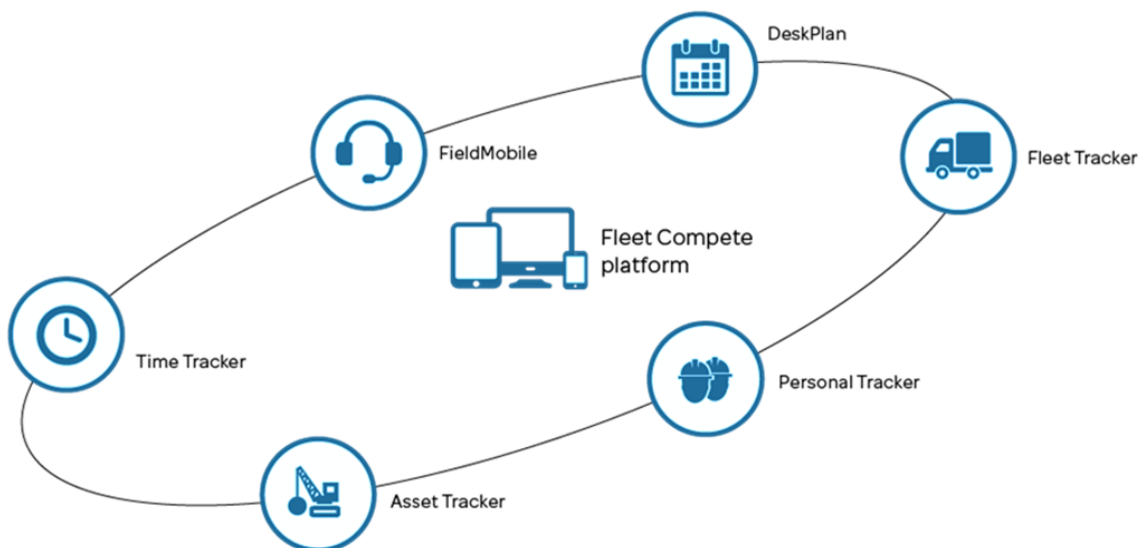 DeskPlan
FieldMobile
Fleet Tracker
Fleet Compete
platform
Time Tracker
Personal Tracker
Asset Tracker